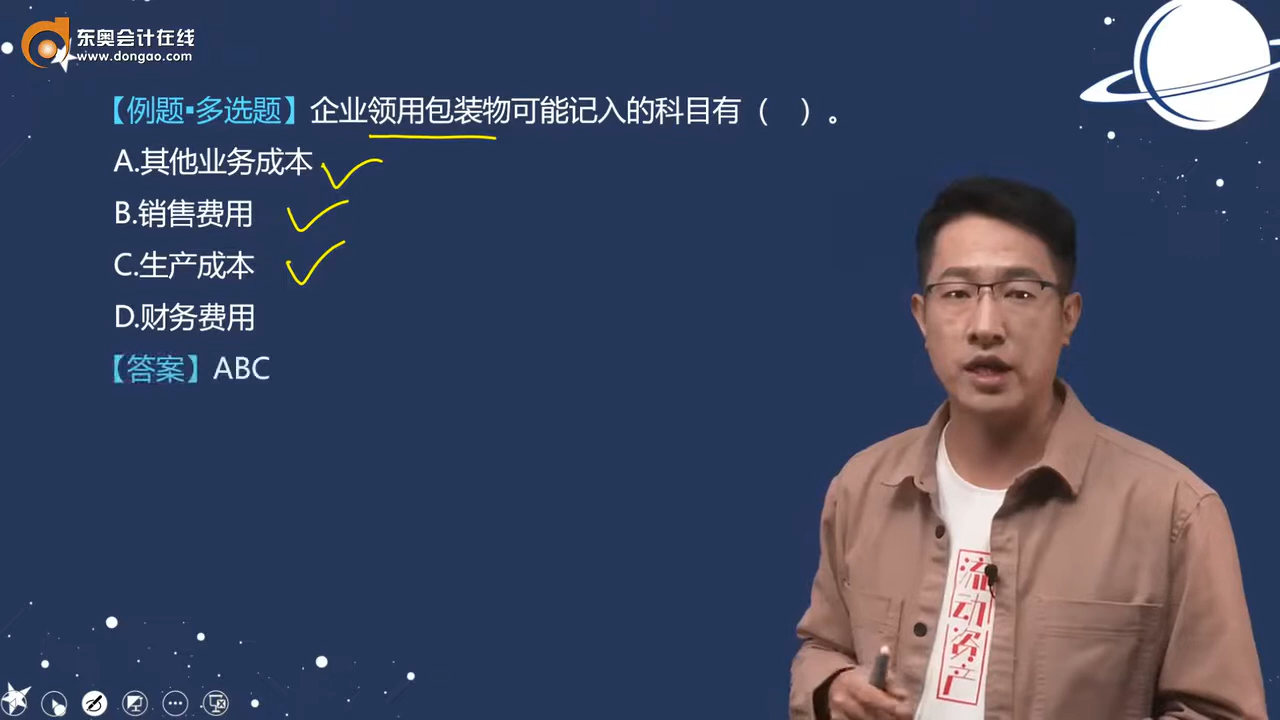 东奥会计在线
www.dongao.com
【例题·多选题】企业领用包装物可能记入的科目有（ ）。
A.其他业务成本
B.销售费用
C.生产成本
D.财务费用
【答案】ABC
流动资产